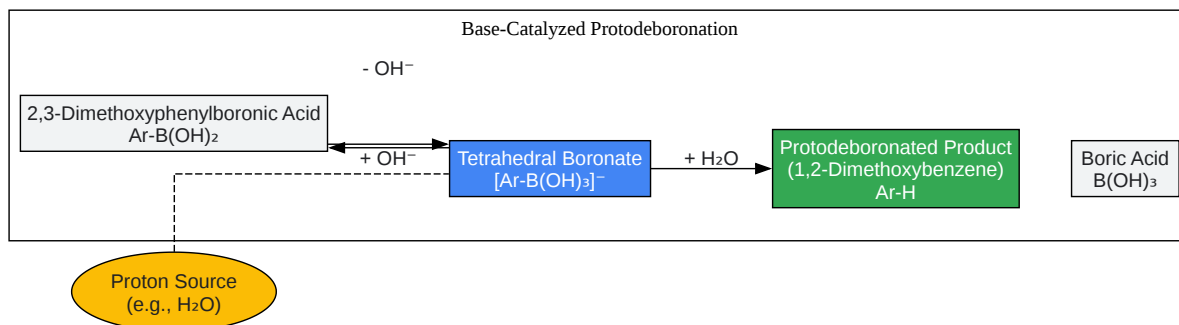 Base-Catalyzed Protodeboronation
- OH⁻
2,3-Dimethoxyphenylboronic Acid
Ar-B(OH)₂
+ OH⁻
Tetrahedral Boronate
[Ar-B(OH)₃]⁻
+ H₂O
Protodeboronated Product
(1,2-Dimethoxybenzene)
Ar-H
Boric Acid
B(OH)₃
Proton Source
(e.g., H₂O)